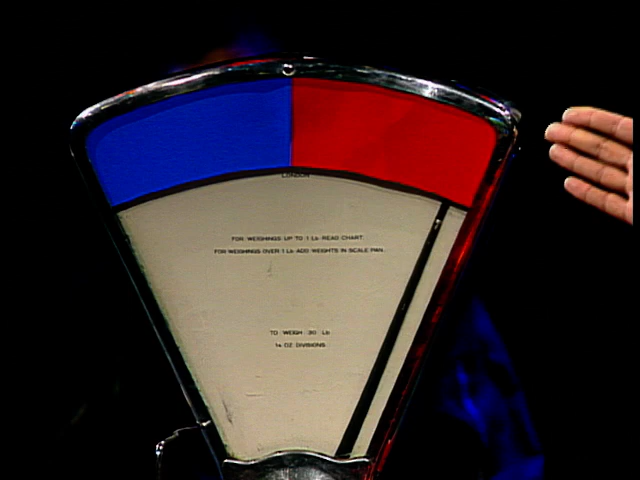 LONDON
FOR WEIGHINGS UP TO 1 Lb READ CHART.
FOR WEIGHINGS OVER 1 Lb ADD WEIGHTS IN SCALE PAN.
TO WEIGH 30 Lb
1/4 OZ DIVISIONS